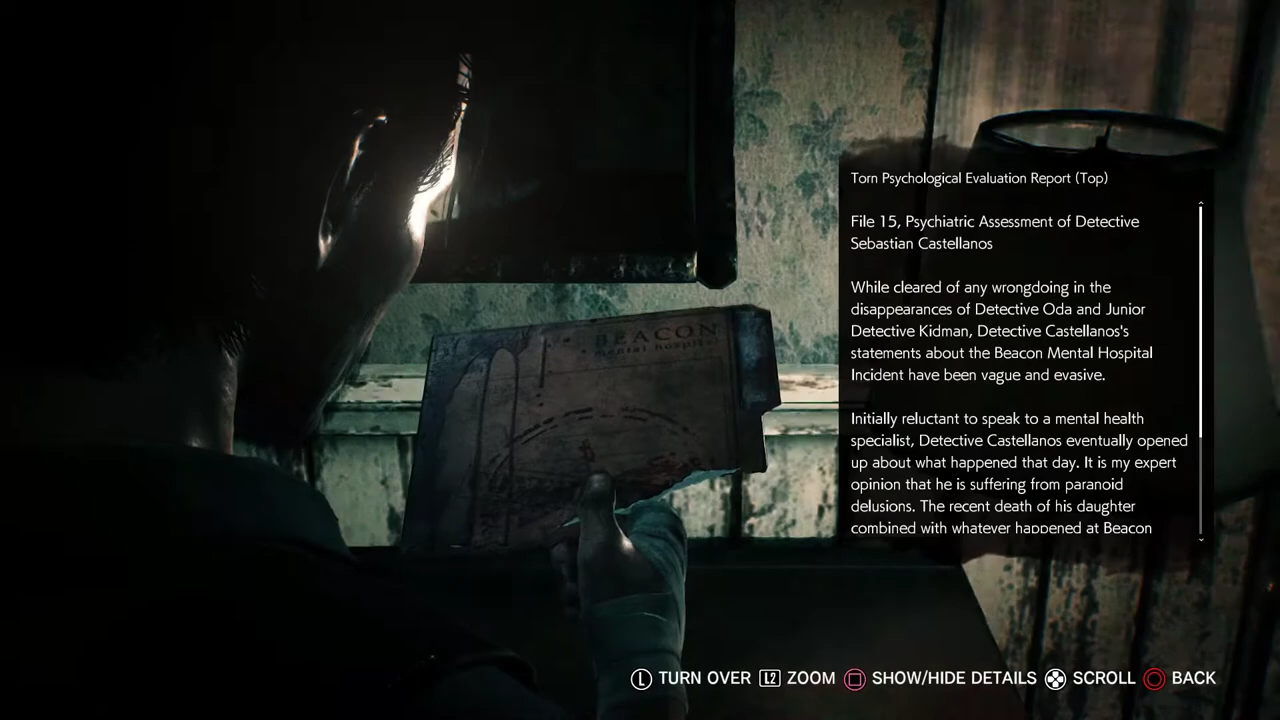 BEACON
mental hospital
Torn Psychological Evaluation Report (Top)
File 15, Psychiatric Assessment of Detective
Sebastian Castellanos
While cleared of any wrongdoing in the
disappearances of Detective Oda and Junior
Detective Kidman, Detective Castellanos's
statements about the Beacon Mental Hospital
Incident have been vague and evasive.
Initially reluctant to speak to a mental health
specialist, Detective Castellanos eventually opened
up about what happened that day. It is my expert
opinion that he is suffering from paranoid
delusions. The recent death of his daughter
combined with whatever happened at Beacon
L TURN OVER L2 ZOOM SHOW/HIDE DETAILS SCROLL BACK